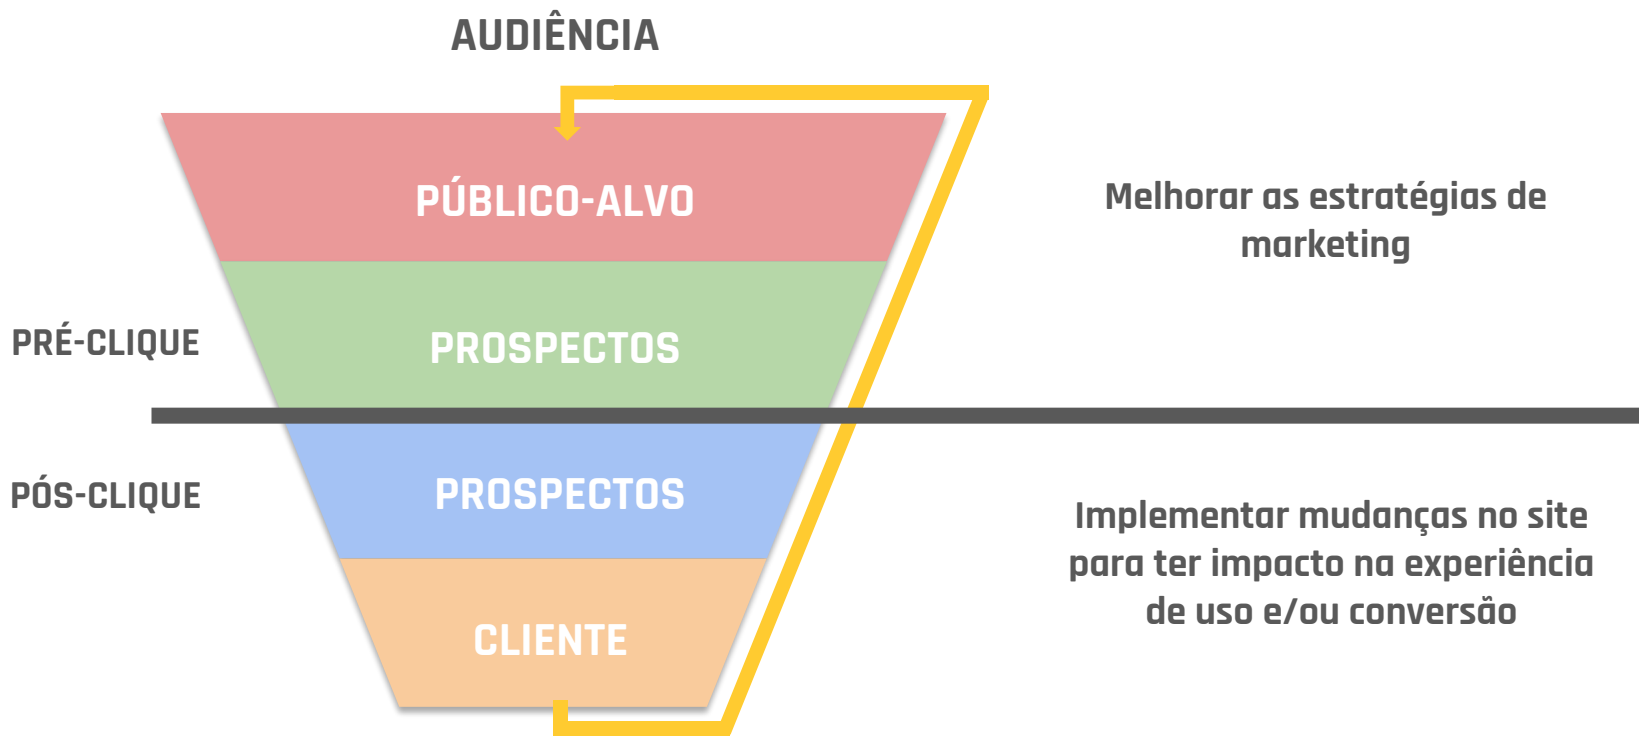 AUDIÊNCIA
PÚBLICO-ALVO
Melhorar as estratégias de
marketing
PRÉ-CLIQUE
PROSPECTOS
PÓS-CLIQUE
PROSPECTOS
Implementar mudanças no site
para ter impacto na experiência
de uso e/ou conversão
CLIENTE